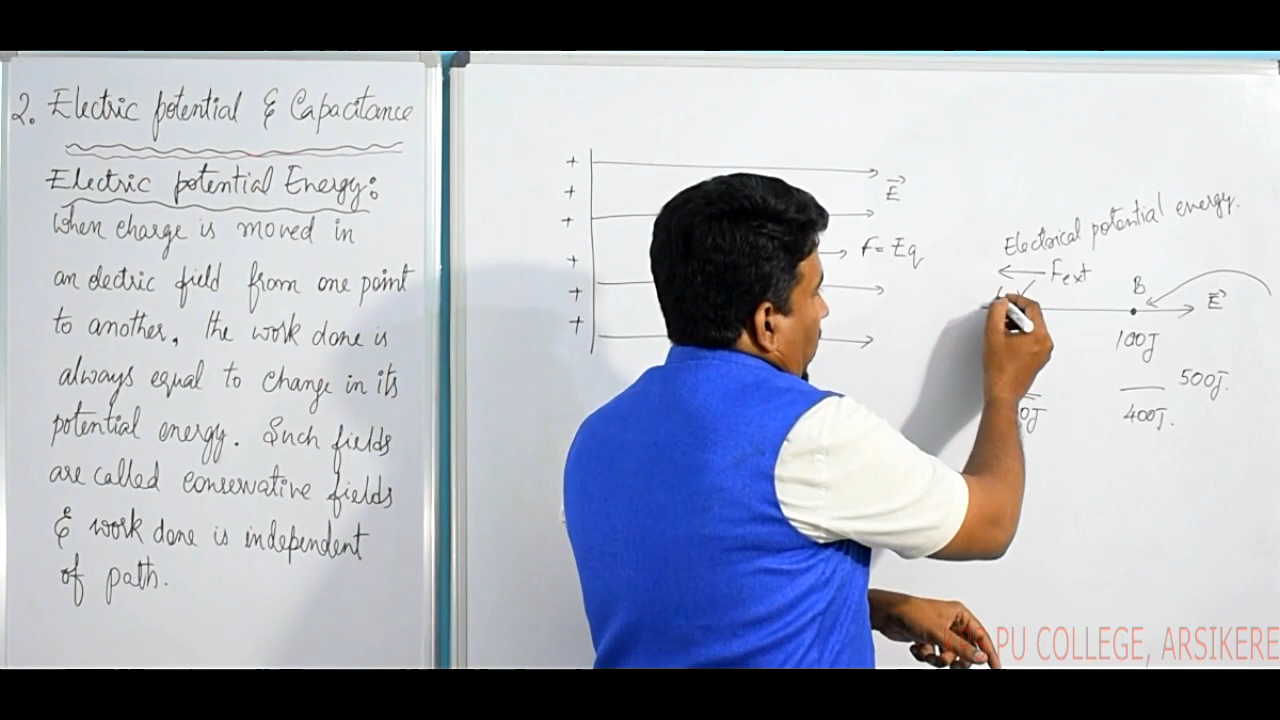 2. Electric potential & Capacitance
Electric potential Energy:
When charge is moved in
an electric field from one point
to another, the work done is
always equal to change in its
potential energy. Such fields
are called conservative fields
& work done is independent
of path.
+
+
+
+
+
+
E
F = Eq
Electrical potential energy.
Fext
B
E
100J
500J.
0J
400J.
PU COLLEGE, ARSIKERE